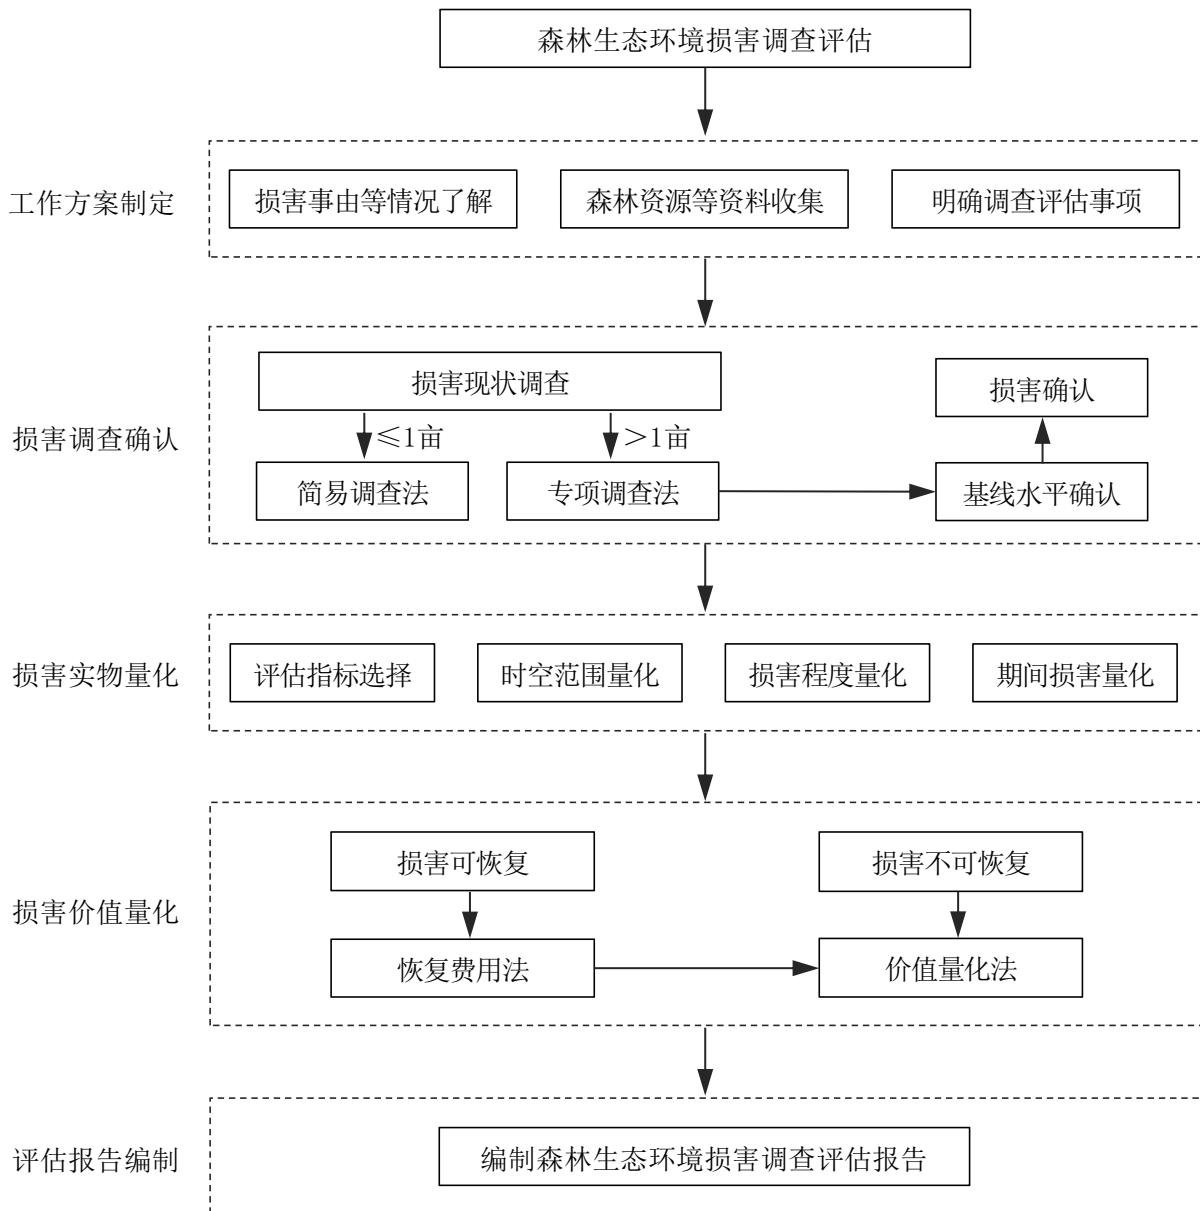 森林生态环境损害调查评估
工作方案制定
损害事由等情况了解
森林资源等资料收集
明确调查评估事项
损害调查确认
损害现状调查
≤1亩
>1亩
简易调查法
专项调查法
损害确认
基线水平确认
损害实物量化
评估指标选择
时空范围量化
损害程度量化
期间损害量化
损害价值量化
损害可恢复
损害不可恢复
恢复费用法
价值量化法
评估报告编制
编制森林生态环境损害调查评估报告